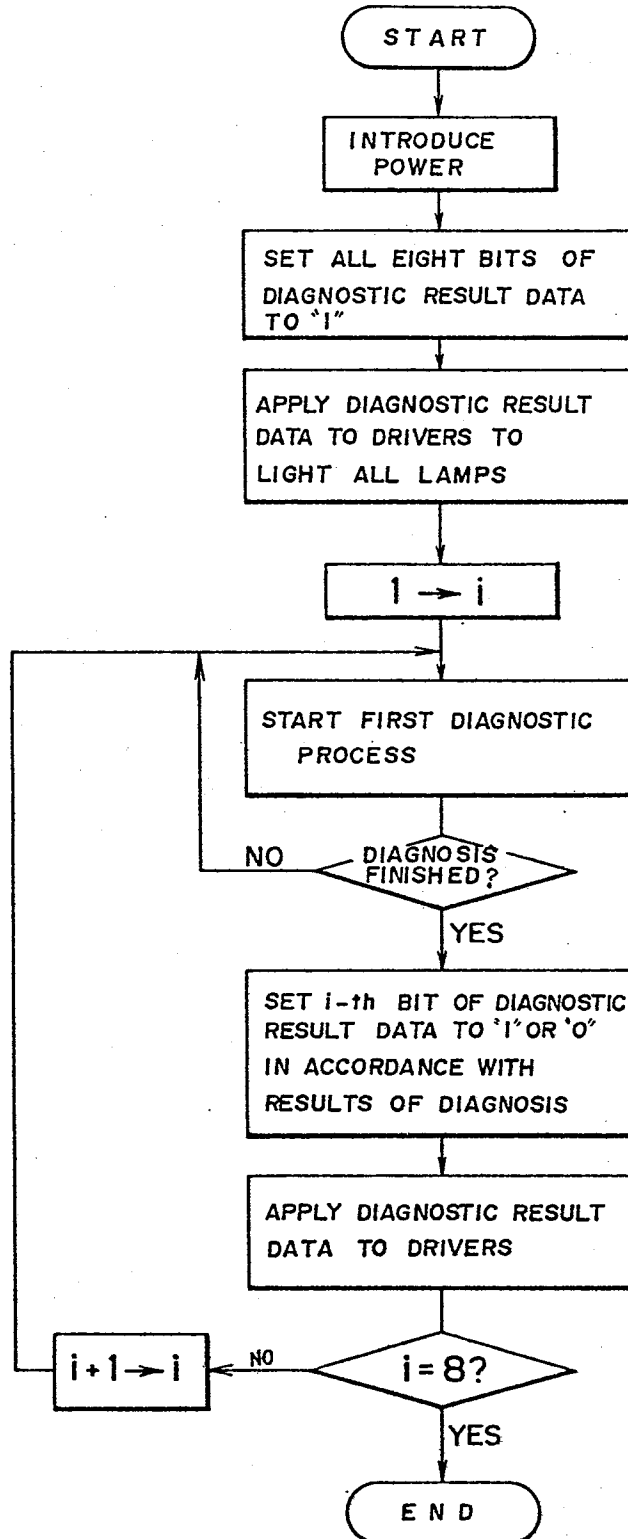 START
INTRODUCE
POWER
SET ALL EIGHT BITS OF
DIAGNOSTIC RESULT DATA
TO "1"
APPLY DIAGNOSTIC RESULT
DATA TO DRIVERS TO
LIGHT ALL LAMPS
1 → i
START FIRST DIAGNOSTIC
PROCESS
NO
DIAGNOSIS
FINISHED?
YES
SET i-th BIT OF DIAGNOSTIC
RESULT DATA TO "1" OR "0"
IN ACCORDANCE WITH
RESULTS OF DIAGNOSIS
APPLY DIAGNOSTIC RESULT
DATA TO DRIVERS
i+1→i
NO
i=8?
YES
END